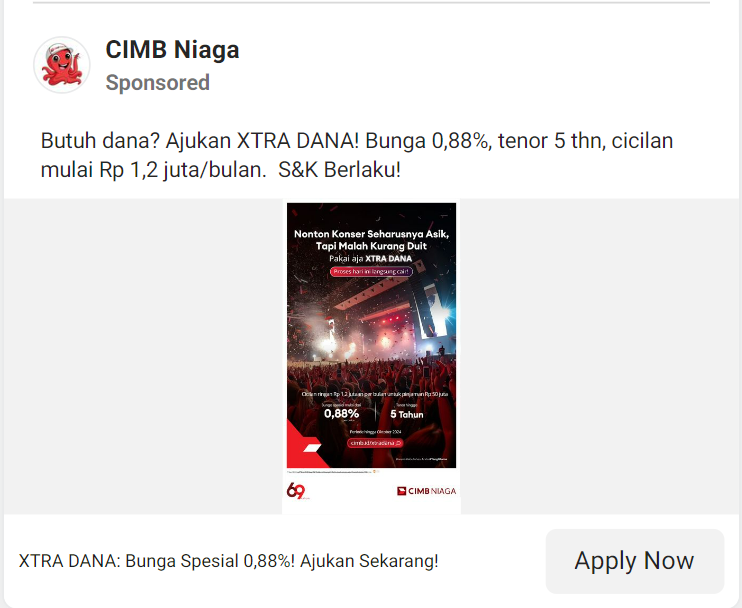 CIMB Niaga
Sponsored
Butuh dana? Ajukan XTRA DANA! Bunga 0,88%, tenor 5 thn, cicilan
mulai Rp 1,2 juta/bulan.  S&K Berlaku!
Nonton Konser Seharusnya Asik,
Tapi Malah Kurang Duit
Pakai aja XTRA DANA
Proses hari ini langsung cair!
Cicilan ringan Rp 1,2 jutaan per bulan untuk pinjaman Rp 50 juta
0,88%
5 Tahun
Periode hingga Oktober 2024
cimb.id/xtradana
69
CIMB NIAGA
XTRA DANA: Bunga Spesial 0,88%! Ajukan Sekarang!
Apply Now